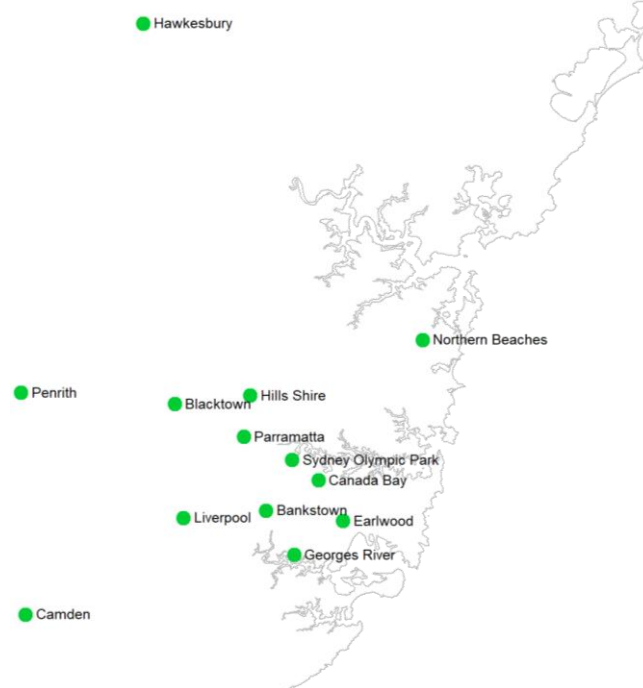 Hawkesbury
Northern Beaches
Penrith
Hills Shire
Blacktown
Parramatta
Sydney Olympic Park
Canada Bay
Bankstown
Liverpool
Earlwood
Georges River
Camden